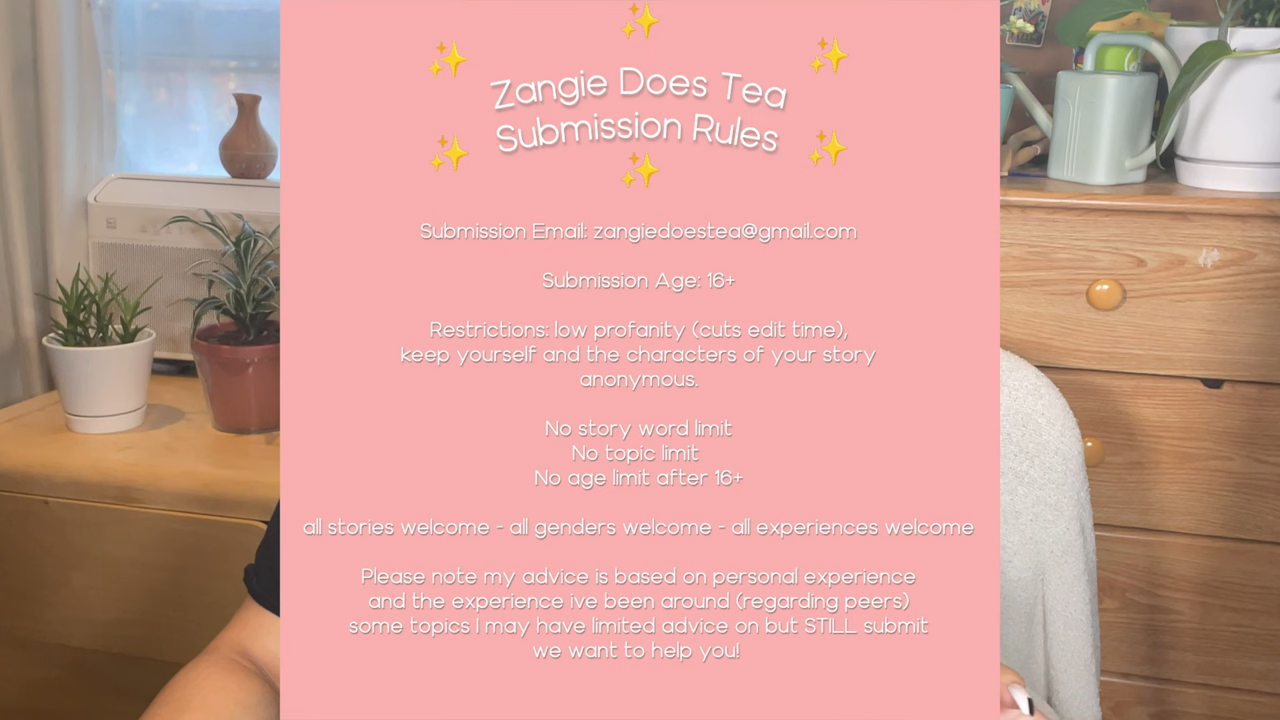 Zangie Does Tea
Submission Rules
Submission Email: zangiedoestea@gmail.com
Submission Age: 16+
Restrictions: low profanity (cuts edit time),
keep yourself and the characters of your story
anonymous.
No story word limit
No topic limit
No age limit after 16+
all stories welcome - all genders welcome - all experiences welcome
Please note my advice is based on personal experience
and the experience ive been around (regarding peers)
some topics I may have limited advice on but STILL submit
we want to help you!